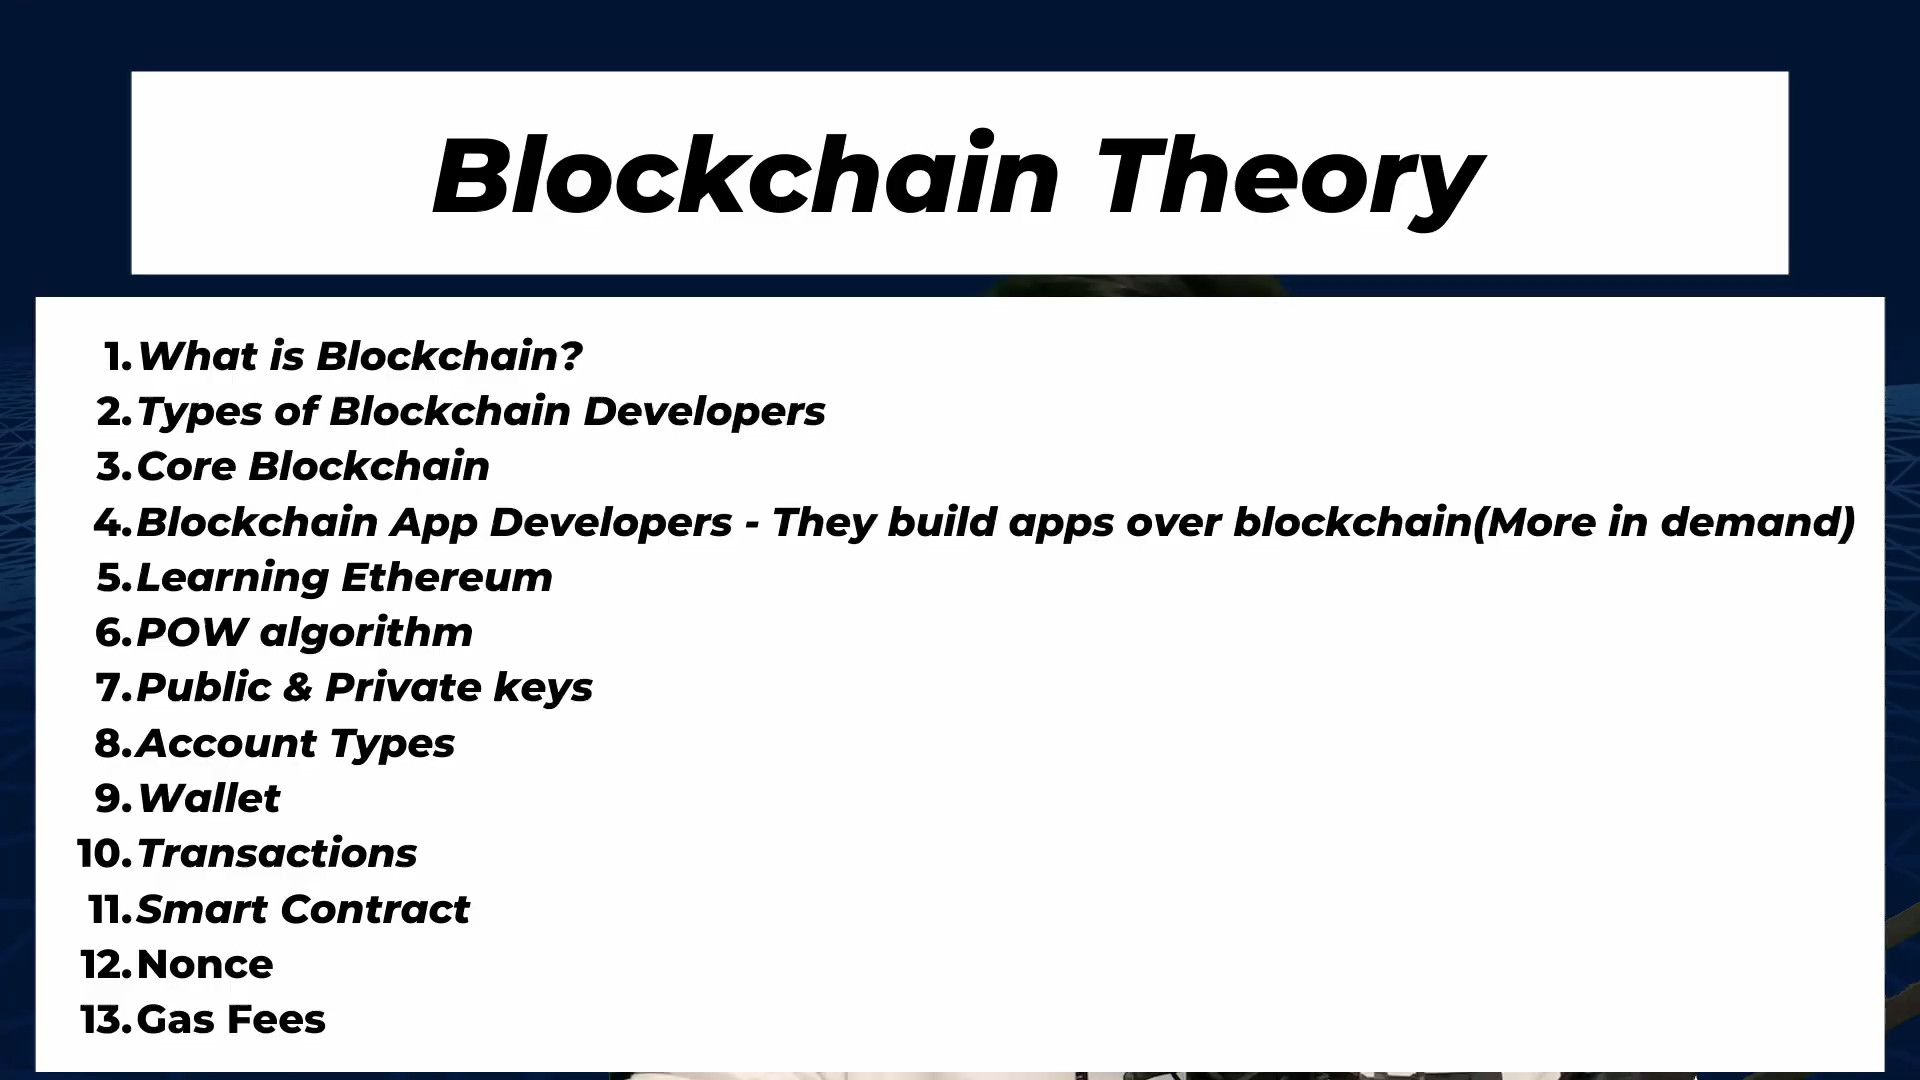 Blockchain Theory
1. What is Blockchain?
2. Types of Blockchain Developers
3. Core Blockchain
4. Blockchain App Developers - They build apps over blockchain(More in demand)
5. Learning Ethereum
6. POW algorithm
7. Public & Private keys
8. Account Types
9. Wallet
10. Transactions
11. Smart Contract
12. Nonce
13. Gas Fees